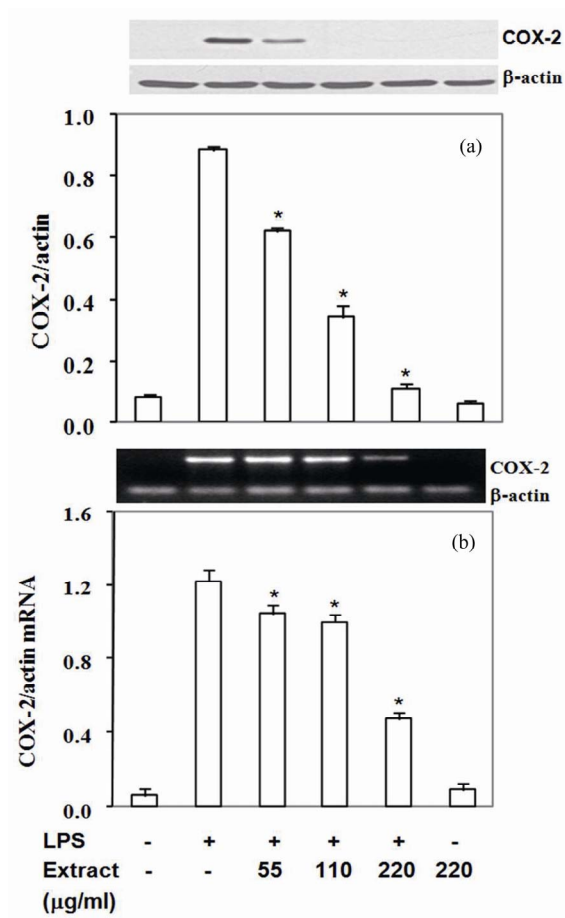 COX-2
β-actin
1.0
(a)
0.8
*
0.6
*
0.4
*
0.2
0.0
COX-2/actin
COX-2
β-actin
1.6
(b)
1.2
*
*
0.8
*
0.4
0.0
COX-2/actin mRNA
LPS - + + + + -
Extract - - 55 110 220 220
(µg/ml)